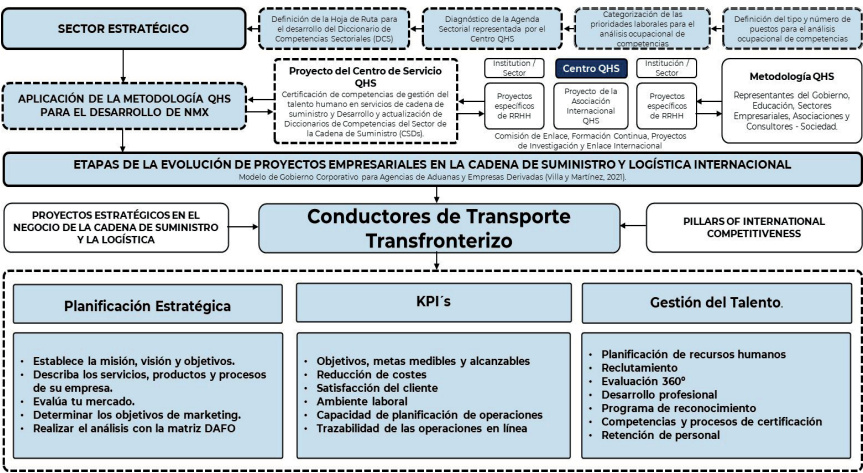 SECTOR ESTRATÉGICO
Definición de la Hoja de Ruta para
el desarrollo del Diccionario de
Competencias Sectoriales (DCS)
Diagnóstico de la Agenda
Sectorial representada por el
Centro QHS
Categorización de las
prioridades laborales para el
análisis ocupacional de
competencias
Definición del tipo y número de
puestos para el análisis
ocupacional de competencias
APLICACIÓN DE LA METODOLOGÍA QHS
PARA EL DESARROLLO DE NMX
Proyecto del Centro de Servicio
QHS
Certificación de competencias de gestión del
talento humano en servicios de cadena de
suministro y Desarrollo y actualización de
Diccionarios de Competencias del Sector de
la Cadena de Suministro (CSDs).
Institution /
Sector
Centro QHS
Institución /
Sector
Proyectos
específicos
de RRHH
Proyecto de la
Asociación
Internacional
QHS
Proyectos
específicos
de RRHH
Comisión de Enlace, Formación Continua, Proyectos
de Investigación y Enlace Internacional
Metodología QHS
Representantes del Gobierno,
Educación, Sectores
Empresariales, Asociaciones y
Consultores - Sociedad.
ETAPAS DE LA EVOLUCIÓN DE PROYECTOS EMPRESARIALES EN LA CADENA DE SUMINISTRO Y LOGÍSTICA INTERNACIONAL
Modelo de Gobierno Corporativo para Agencias de Aduanas y Empresas Derivadas (Villa y Martínez, 2021).
PROYECTOS ESTRATÉGICOS EN EL
NEGOCIO DE LA CADENA DE SUMINISTRO
Y LA LOGÍSTICA
Conductores de Transporte
Transfronterizo
PILLARS OF INTERNATIONAL
COMPETITIVENESS
Planificación Estratégica
KPI´s
Gestión del Talento.
• Establece la misión, visión y objetivos.
• Describa los servicios, productos y procesos
de su empresa.
• Evalúa tu mercado.
• Determinar los objetivos de marketing.
• Realizar el análisis con la matriz DAFO
• Objetivos, metas medibles y alcanzables
• Reducción de costes
• Satisfacción del cliente
• Ambiente laboral
• Capacidad de planificación de operaciones
• Trazabilidad de las operaciones en línea
• Planificación de recursos humanos
• Reclutamiento
• Evaluación 360º
• Desarrollo profesional
• Programa de reconocimiento
• Competencias y procesos de certificación
• Retención de personal